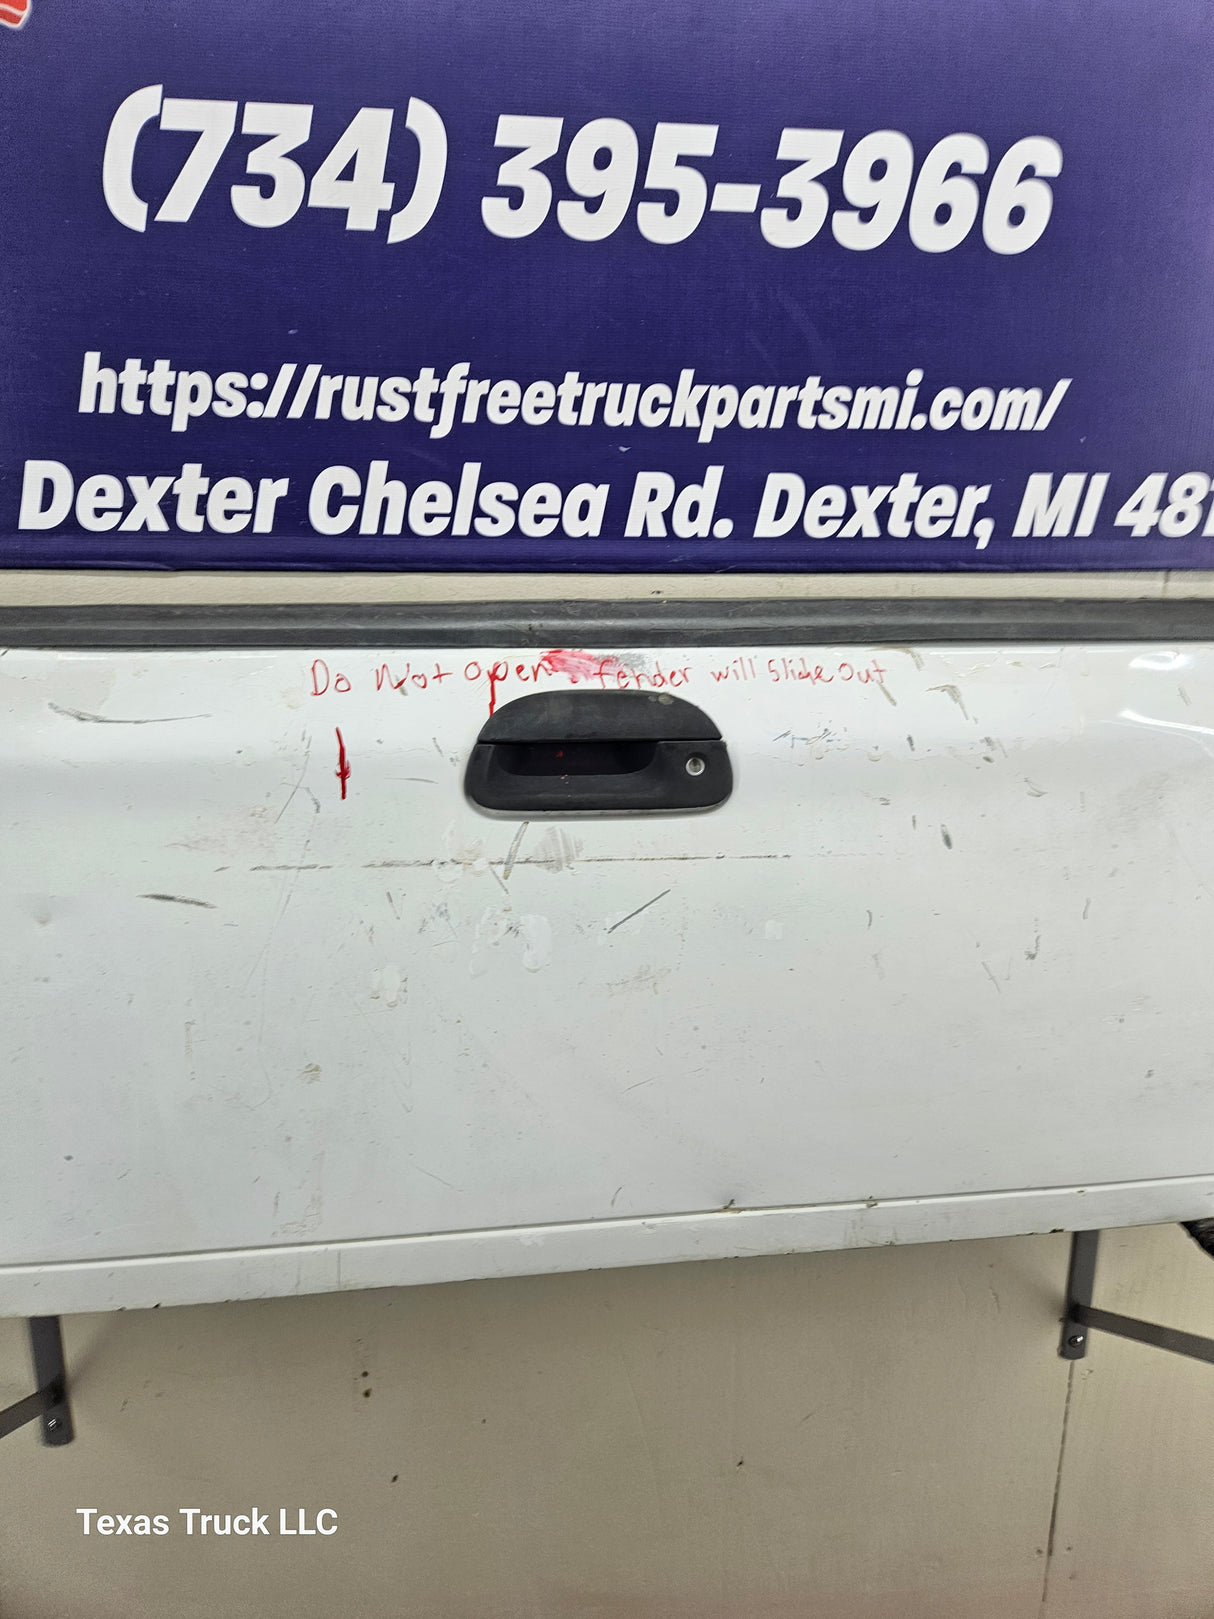 (734) 395-3966
https://rustfreetruckpartsmi.com/
Dexter Chelsea Rd. Dexter, MI 48
Do Not open fender will Slide out
Texas Truck LLC